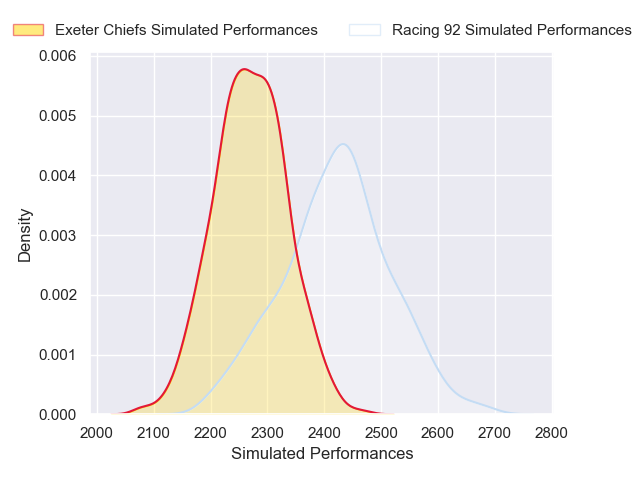 Exeter Chiefs Simulated Performances Racing 92 Simulated Performances
0.006
0.005
0.004
0.003
0.002
0.001
0.000
Density
2000 2100 2200 2300 2400 2500 2600 2700 2800
Simulated Performances